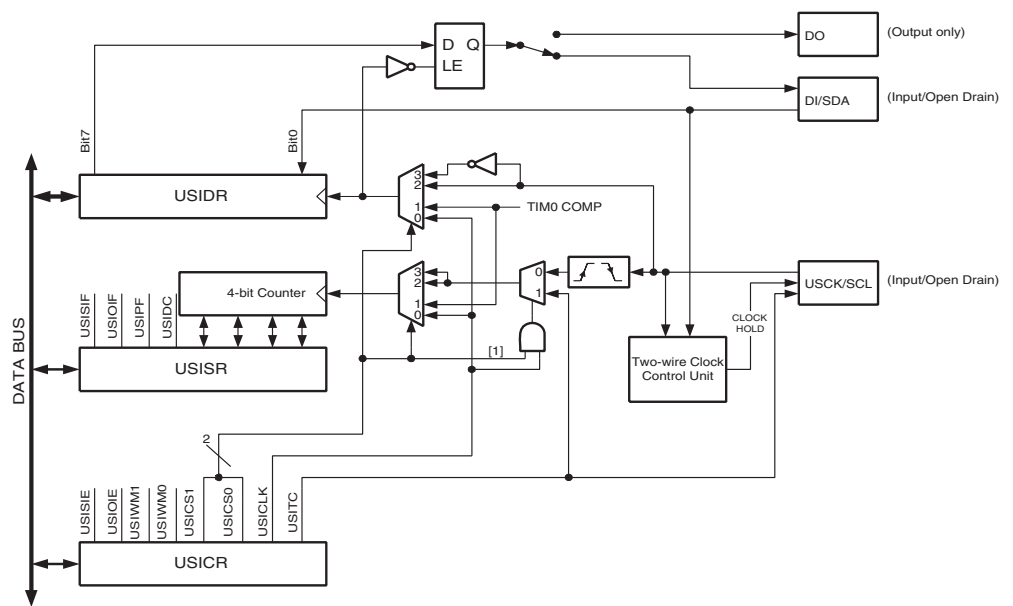 D Q
LE
DO
(Output only)
DI/SDA
(Input/Open Drain)
Bit7
Bit0
USIDR
3
2
1
0
TIM0 COMP
4-bit Counter
3
2
1
0
0
1
USCK/SCL
(Input/Open Drain)
CLOCK
HOLD
Two-wire Clock
Control Unit
[1]
USISIF
USIOIF
USIPF
USIDC
USISR
DATA BUS
2
USISIE
USIOIE
USIWM1
USIWM0
USICS1
USICS0
USICLK
USITC
USICR